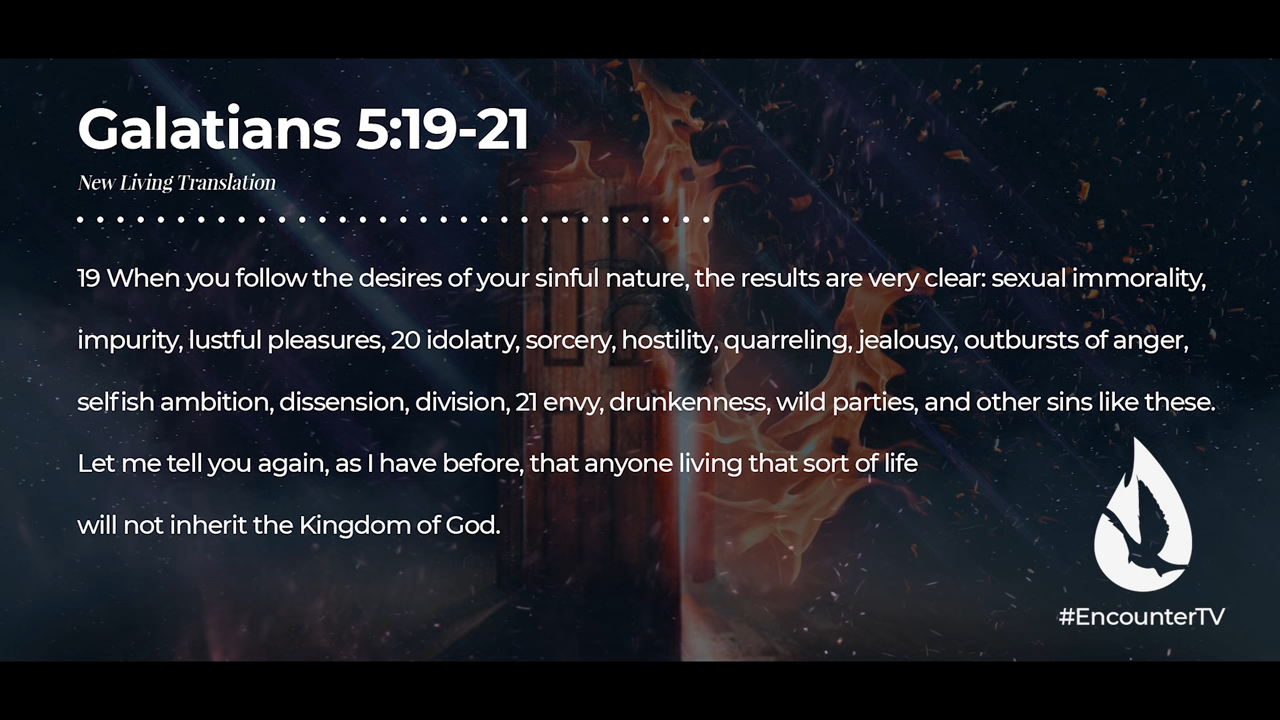 Galatians 5:19-21
New Living Translation
19 When you follow the desires of your sinful nature, the results are very clear: sexual immorality,
impurity, lustful pleasures, 20 idolatry, sorcery, hostility, quarreling, jealousy, outbursts of anger,
selfish ambition, dissension, division, 21 envy, drunkenness, wild parties, and other sins like these.
Let me tell you again, as I have before, that anyone living that sort of life
will not inherit the Kingdom of God.
#EncounterTV